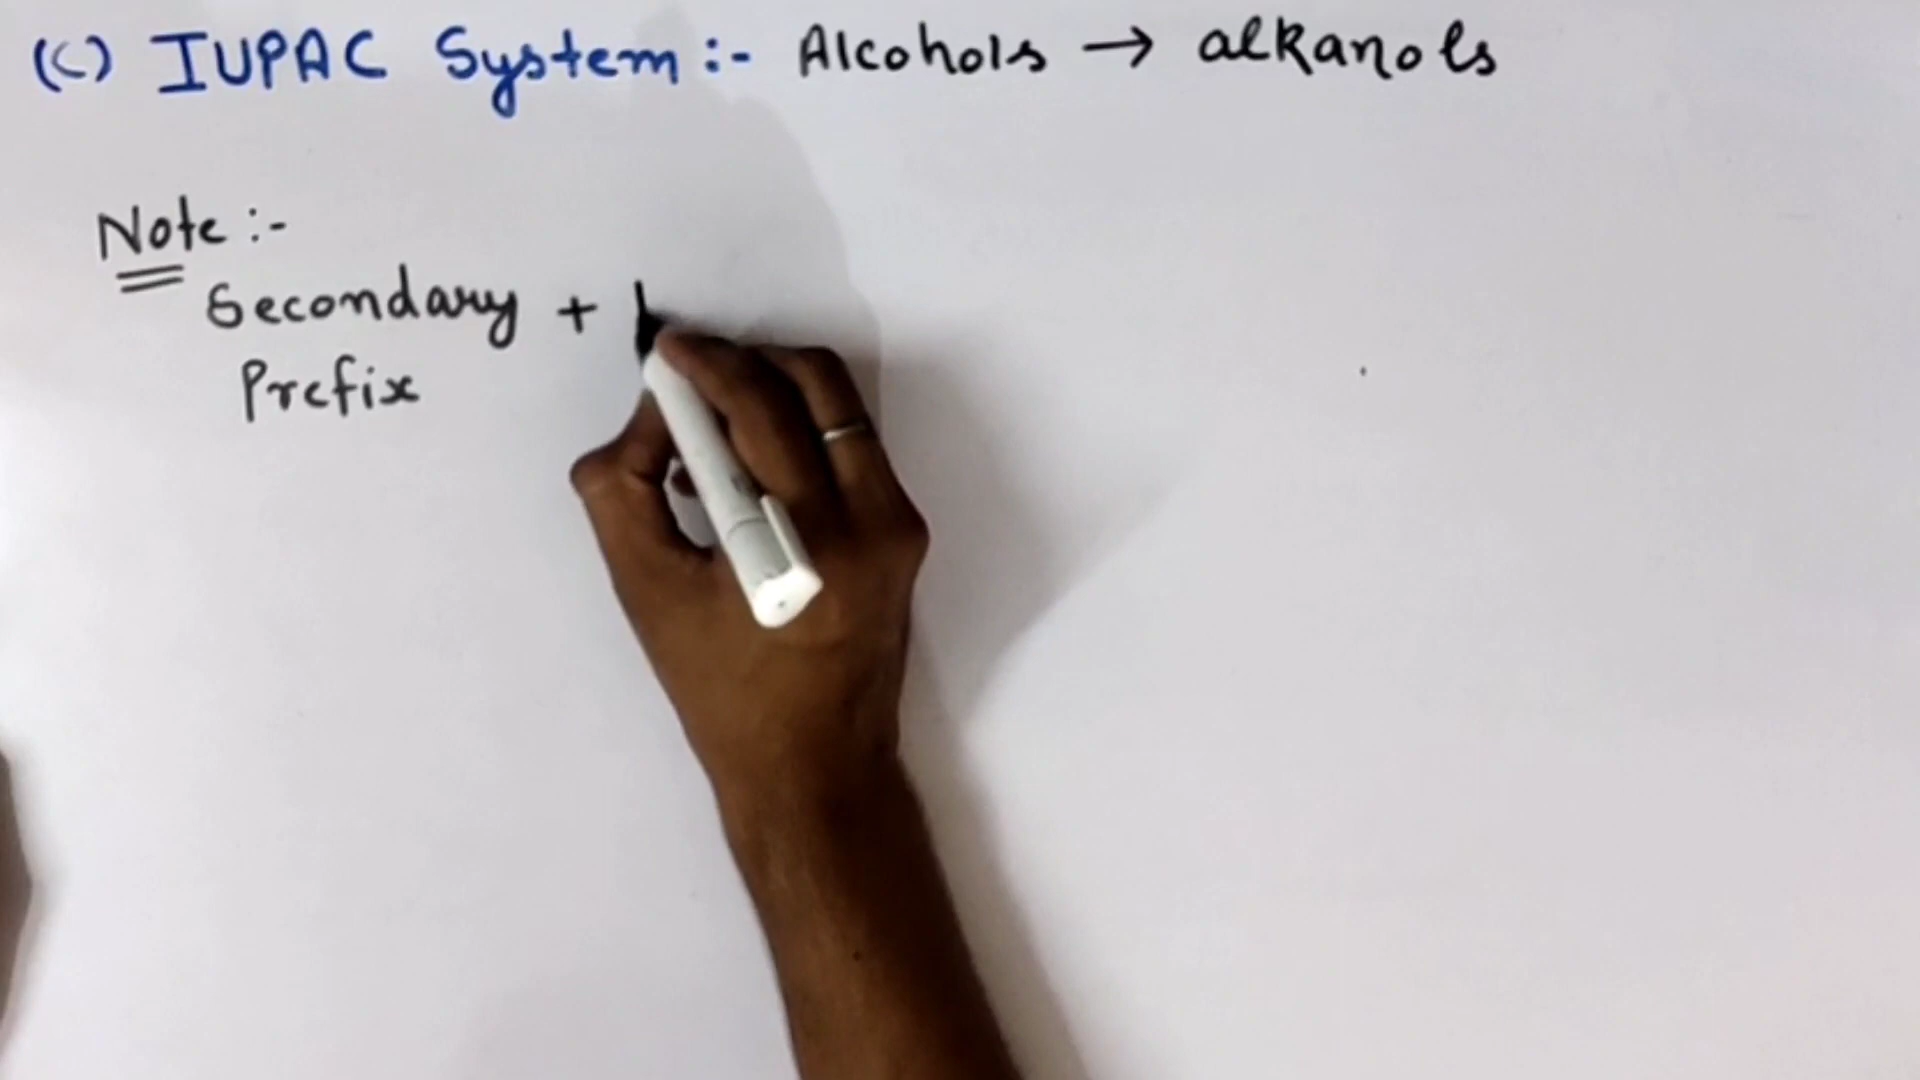 (C) IUPAC System :- Alcohols → alkanols
Note :-
Secondary +
Prefix